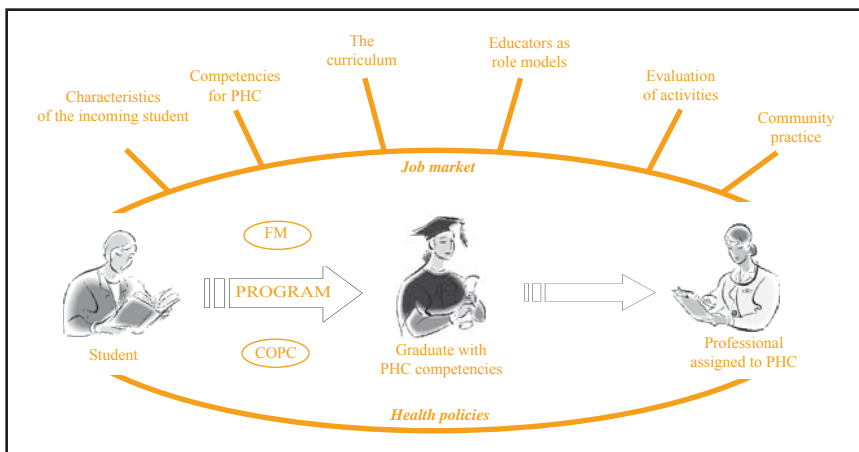 Characteristics
of the incoming student
Competencies
for PHC
The
curriculum
Educators as
role models
Evaluation
of activities
Community
practice
Job market
FM
PROGRAM
COPC
Student
Graduate with
PHC competencies
Professional
assigned to PHC
Health policies